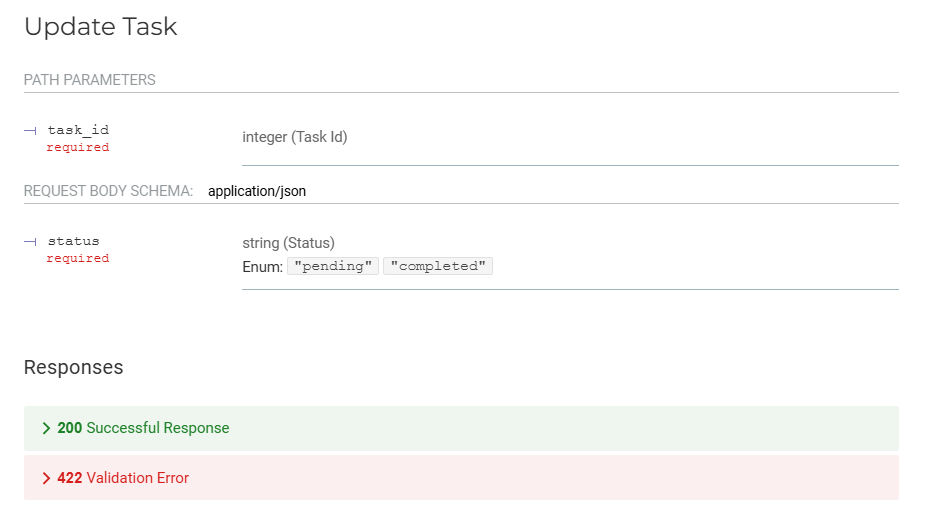 Update Task
PATH PARAMETERS
task_id
required
integer (Task Id)
REQUEST BODY SCHEMA: application/json
status
required
string (Status)
Enum: "pending" "completed"
Responses
200 Successful Response
422 Validation Error